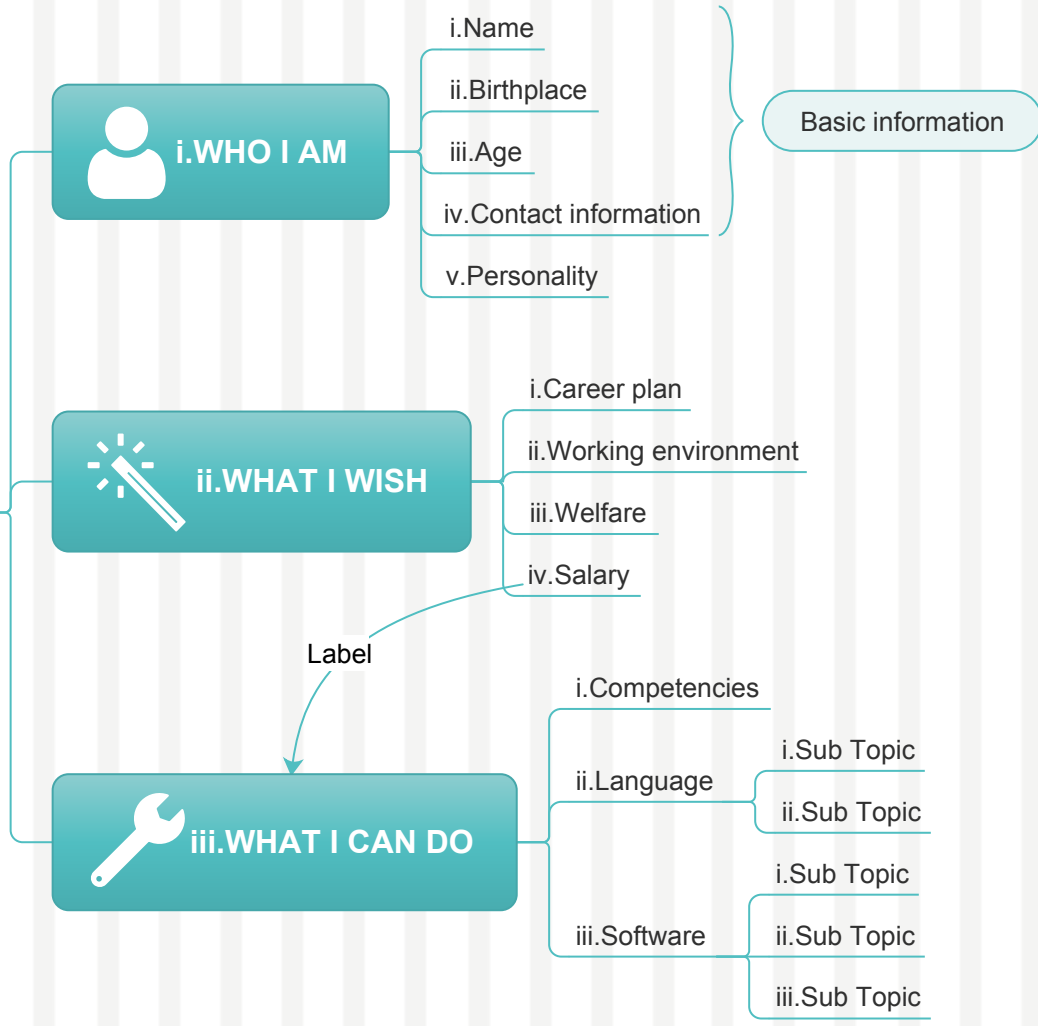 i.WHO I AM
i.Name
ii.Birthplace
iii.Age
iv.Contact information
v.Personality
Basic information
ii.WHAT I WISH
i.Career plan
ii.Working environment
iii.Welfare
iv.Salary
Label
iii.WHAT I CAN DO
i.Competencies
ii.Language
i.Sub Topic
ii.Sub Topic
iii.Software
i.Sub Topic
ii.Sub Topic
iii.Sub Topic